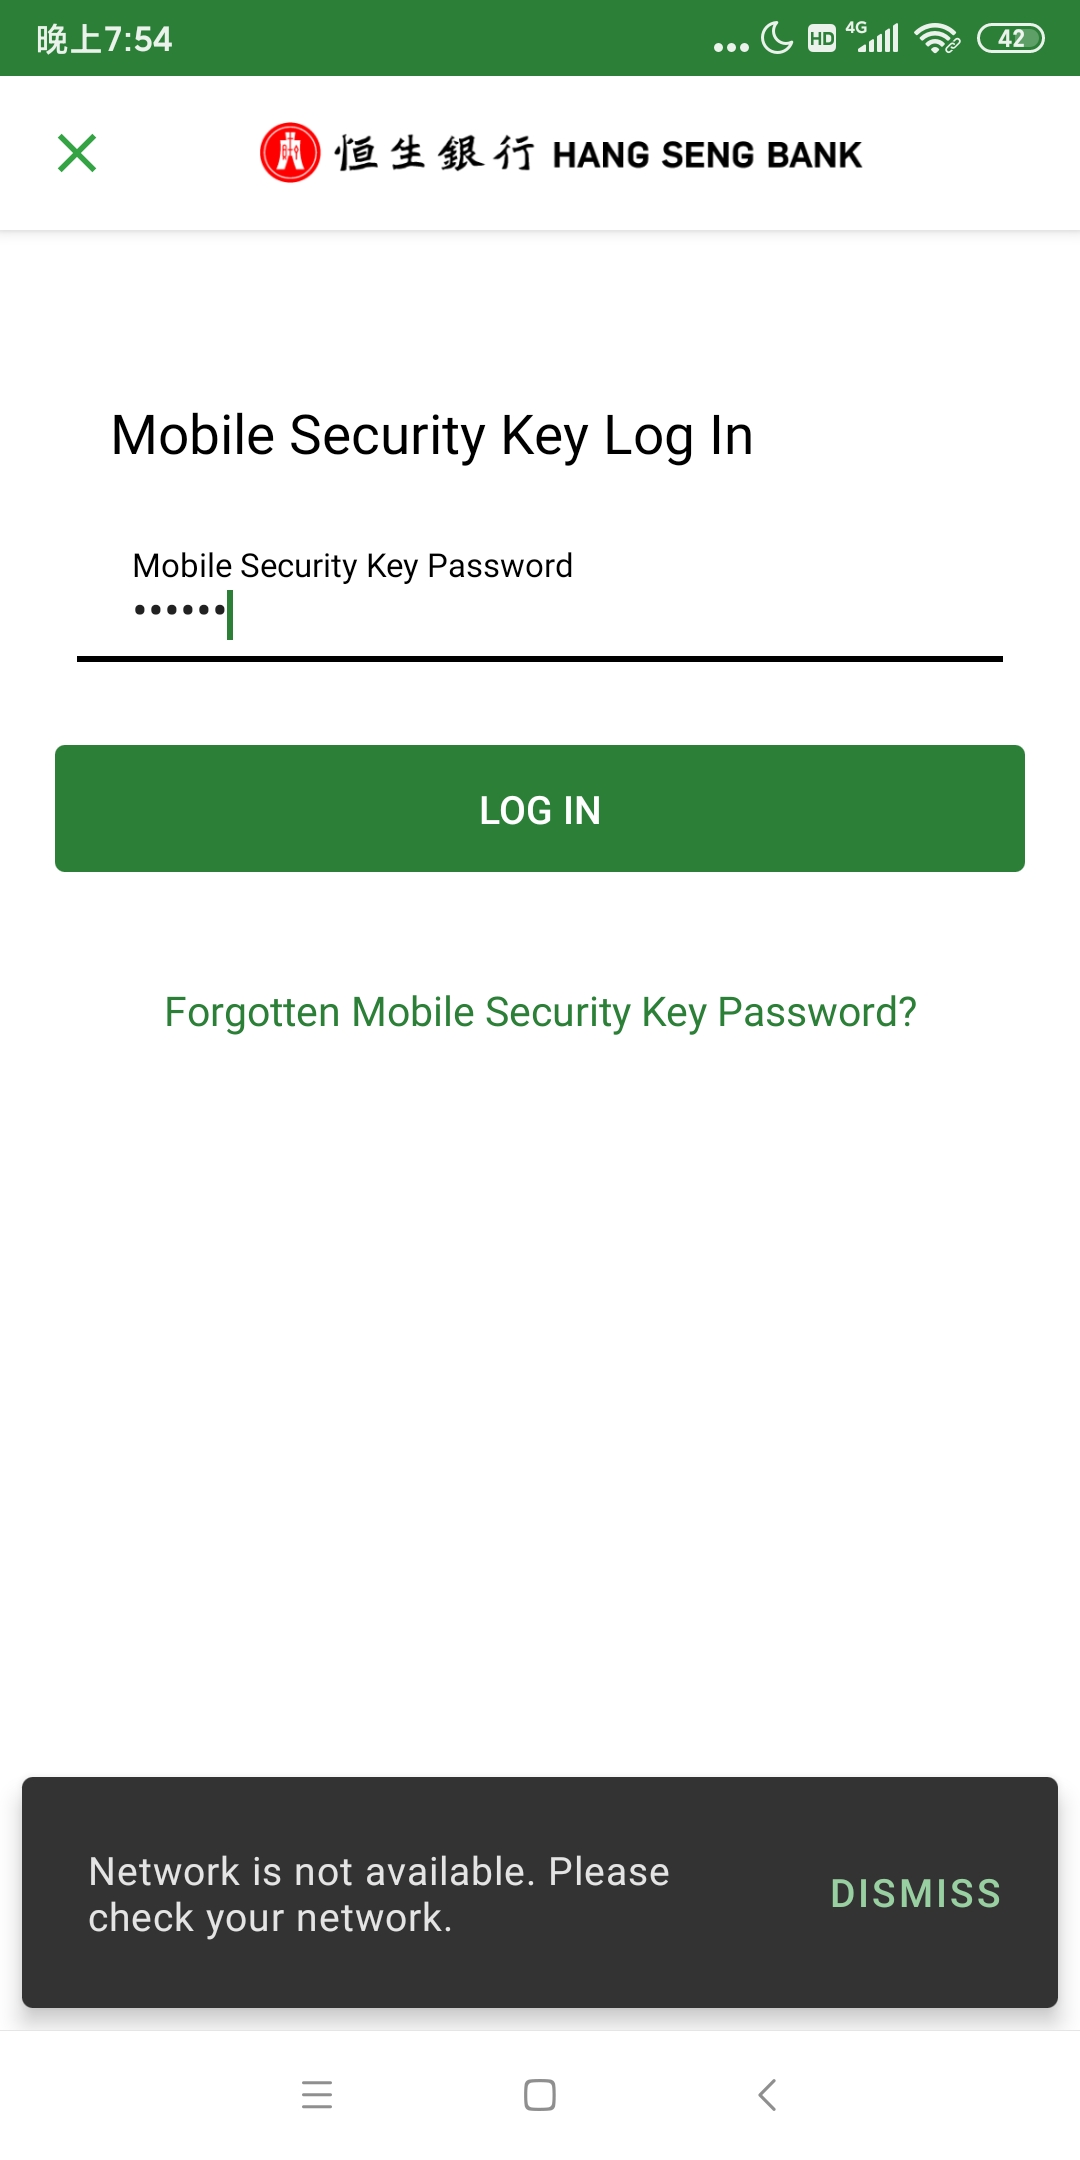 晚上7:54
HD 4G 42
恒生銀行 HANG SENG BANK
Mobile Security Key Log In
Mobile Security Key Password
••••••
LOG IN
Forgotten Mobile Security Key Password?
Network is not available. Please
check your network.
DISMISS